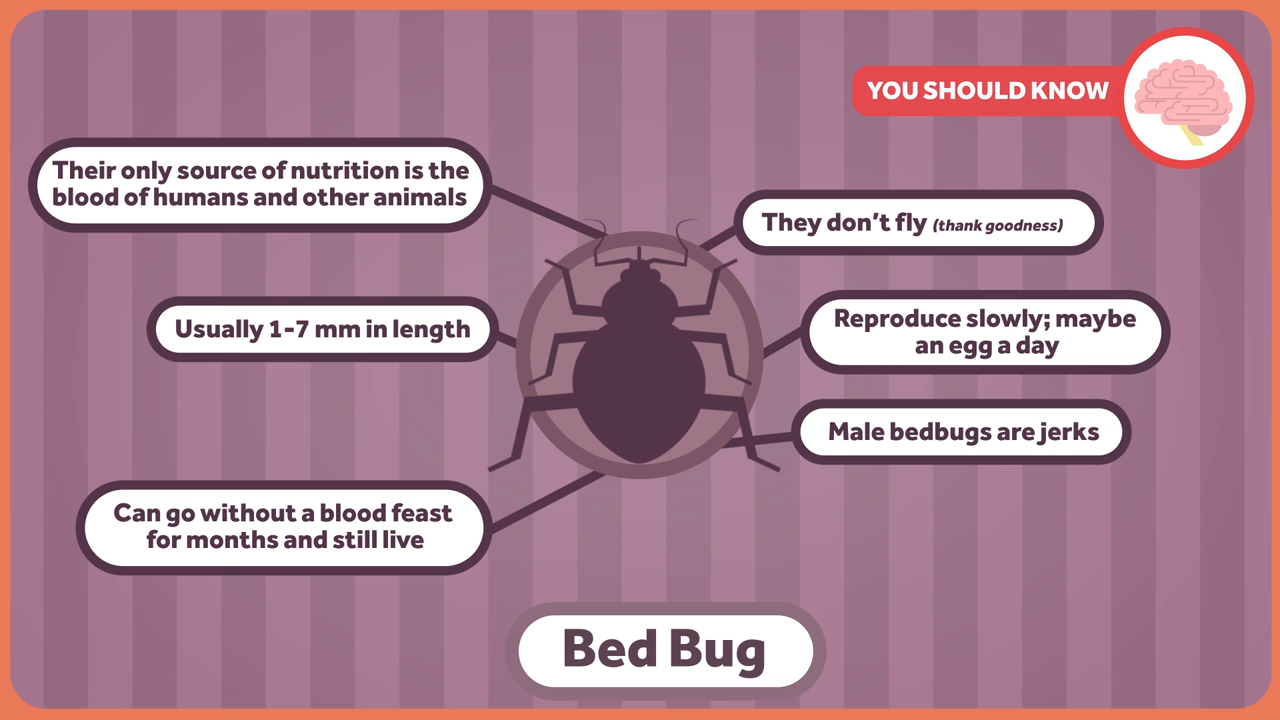 YOU SHOULD KNOW
Their only source of nutrition is the
blood of humans and other animals
They don't fly (thank goodness)
Usually 1-7 mm in length
Reproduce slowly; maybe
an egg a day
Male bedbugs are jerks
Can go without a blood feast
for months and still live
Bed Bug